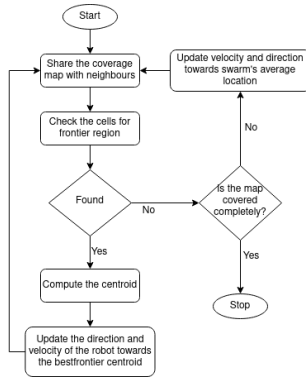 Start
Share the coverage
map with neighbours
Update velocity and direction
towards swarm's average
location
Check the cells for
frontier region
No
Found
No
Is the map
covered
completely?
Yes
Yes
Compute the centroid
Stop
Update the direction and
velocity of the robot towards
the bestfrontier centroid